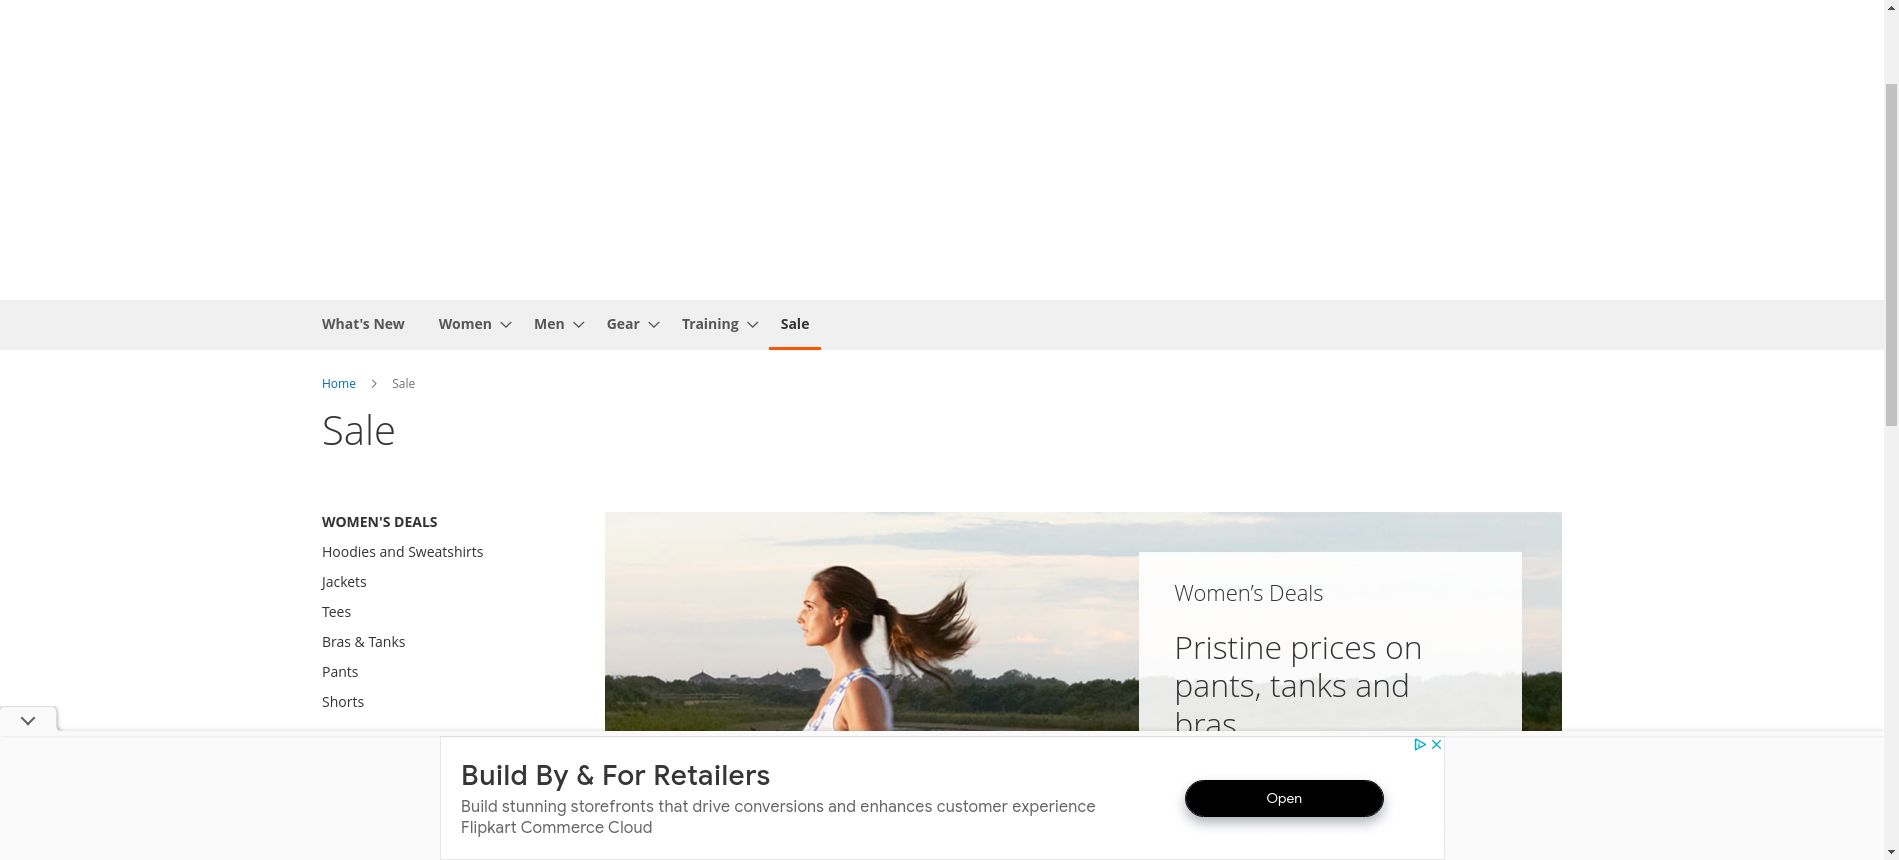 What's New Women Men Gear Training Sale
Home Sale
Sale
WOMEN'S DEALS
Hoodies and Sweatshirts
Jackets
Tees
Bras & Tanks
Pants
Shorts
Women's Deals
Pristine prices on
pants, tanks and
bras
Build By & For Retailers
Build stunning storefronts that drive conversions and enhances customer experience
Flipkart Commerce Cloud
Open